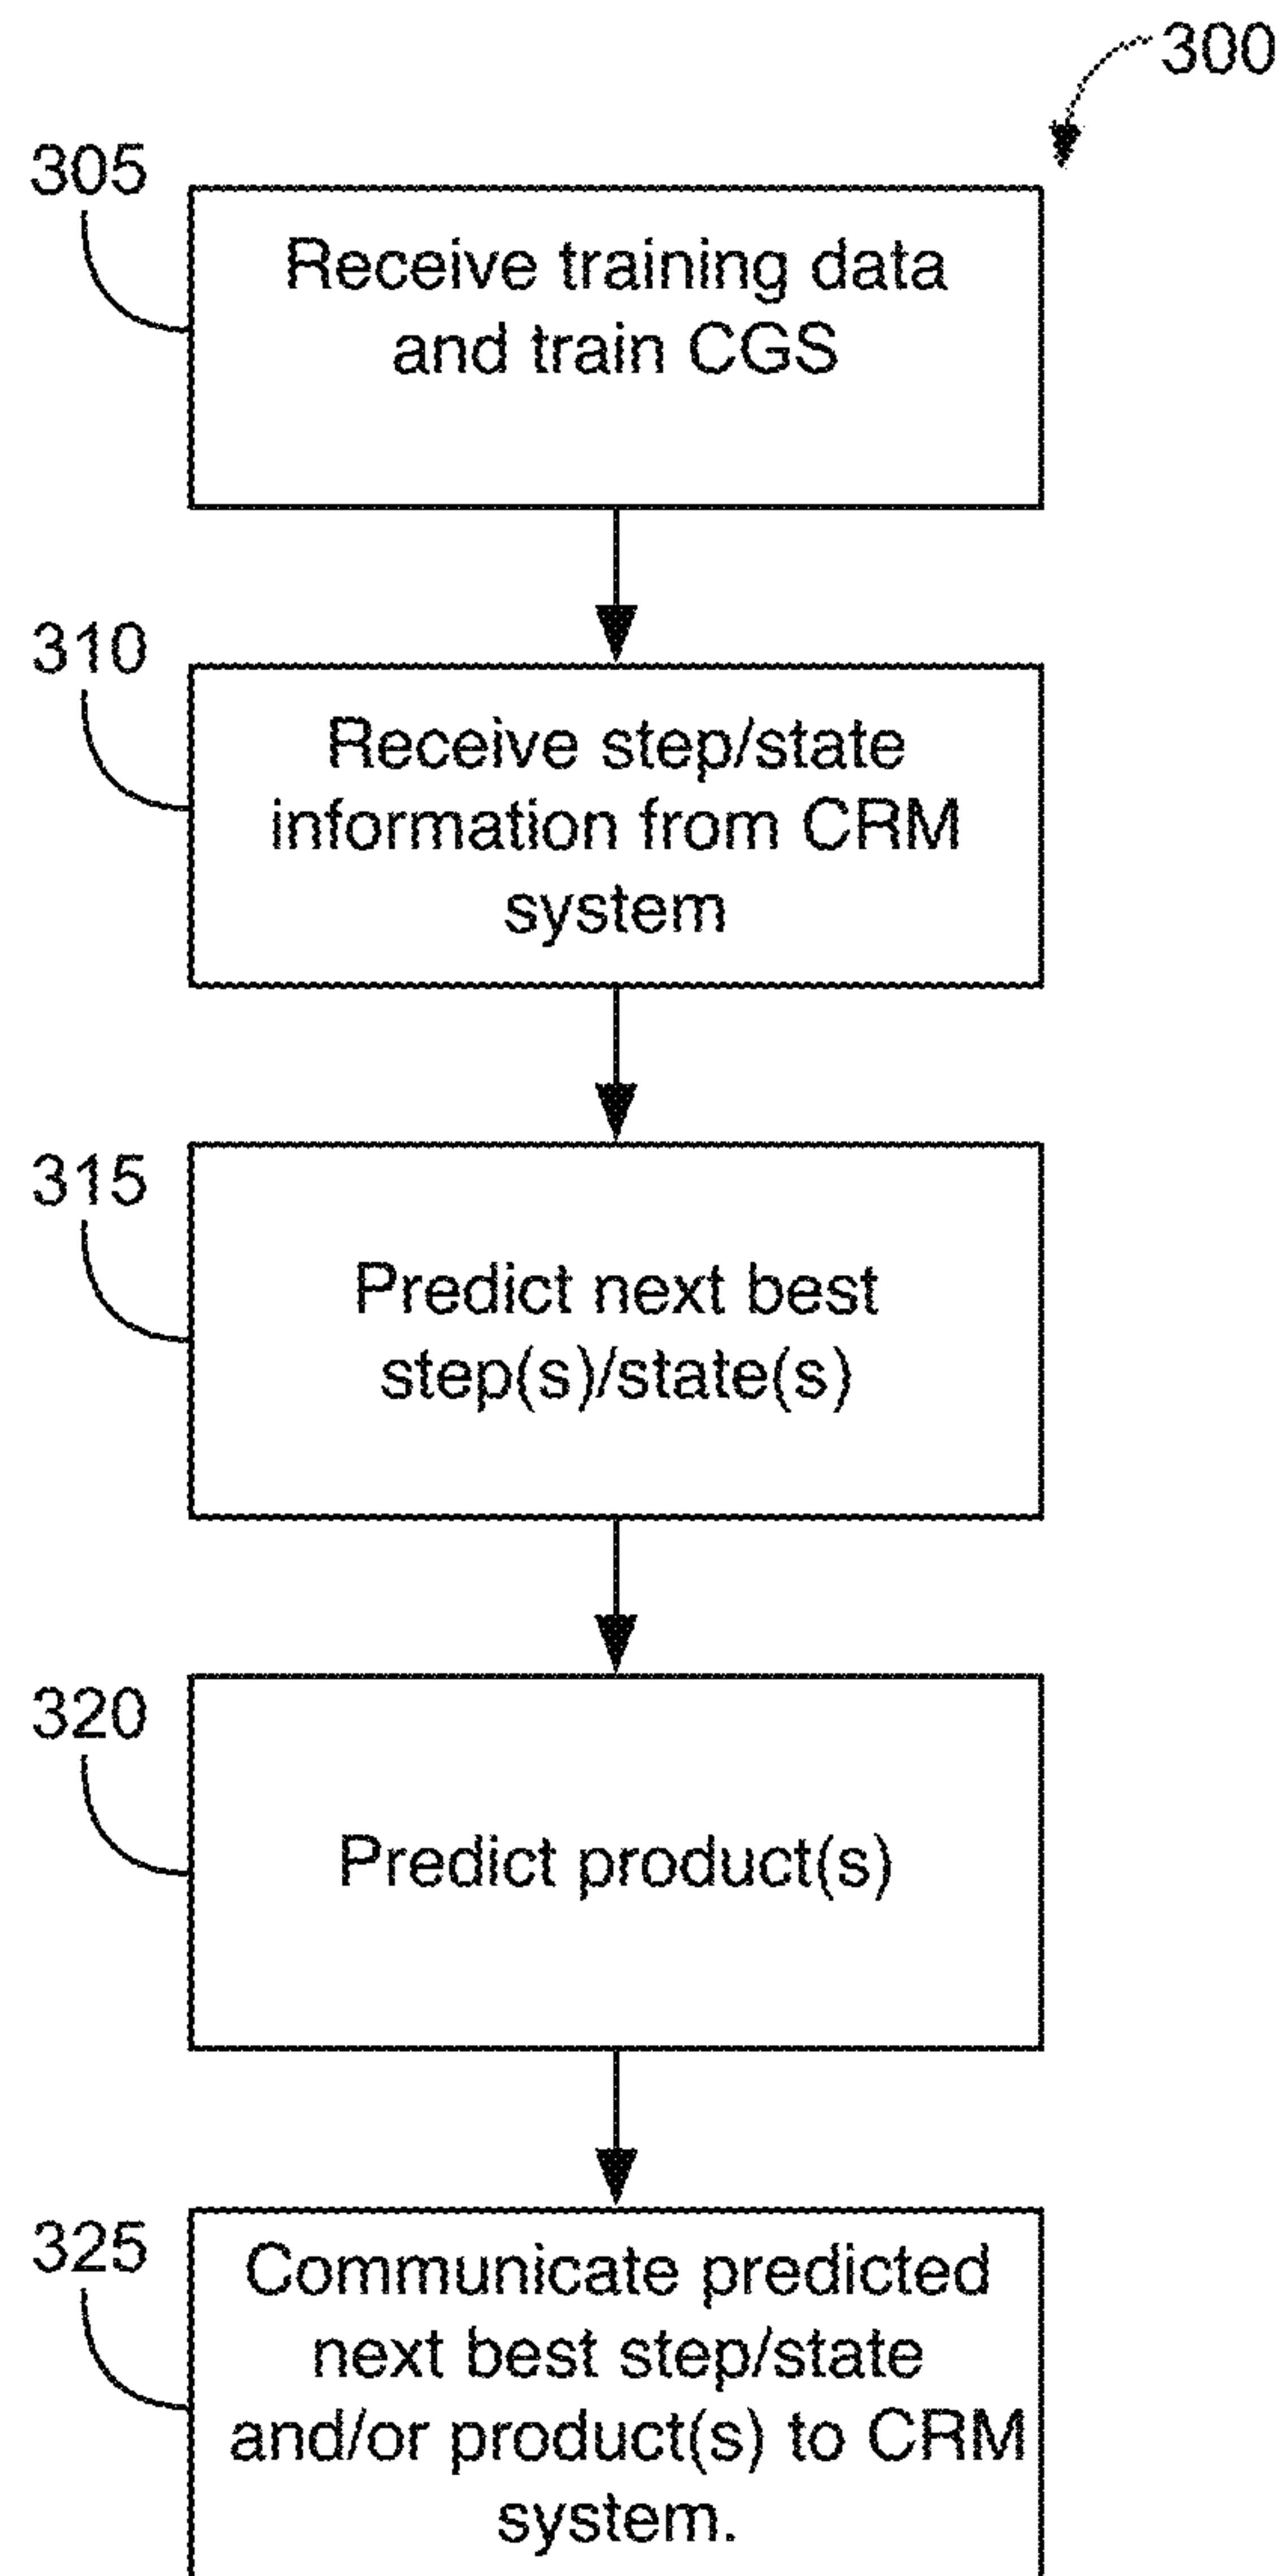 300
305
Receive training data
and train CGS
310
Receive step/state
information from CRM
system
315
Predict next best
step(s)/state(s)
320
Predict product(s)
325
Communicate predicted
next best step/state
and/or product(s) to CRM
system.